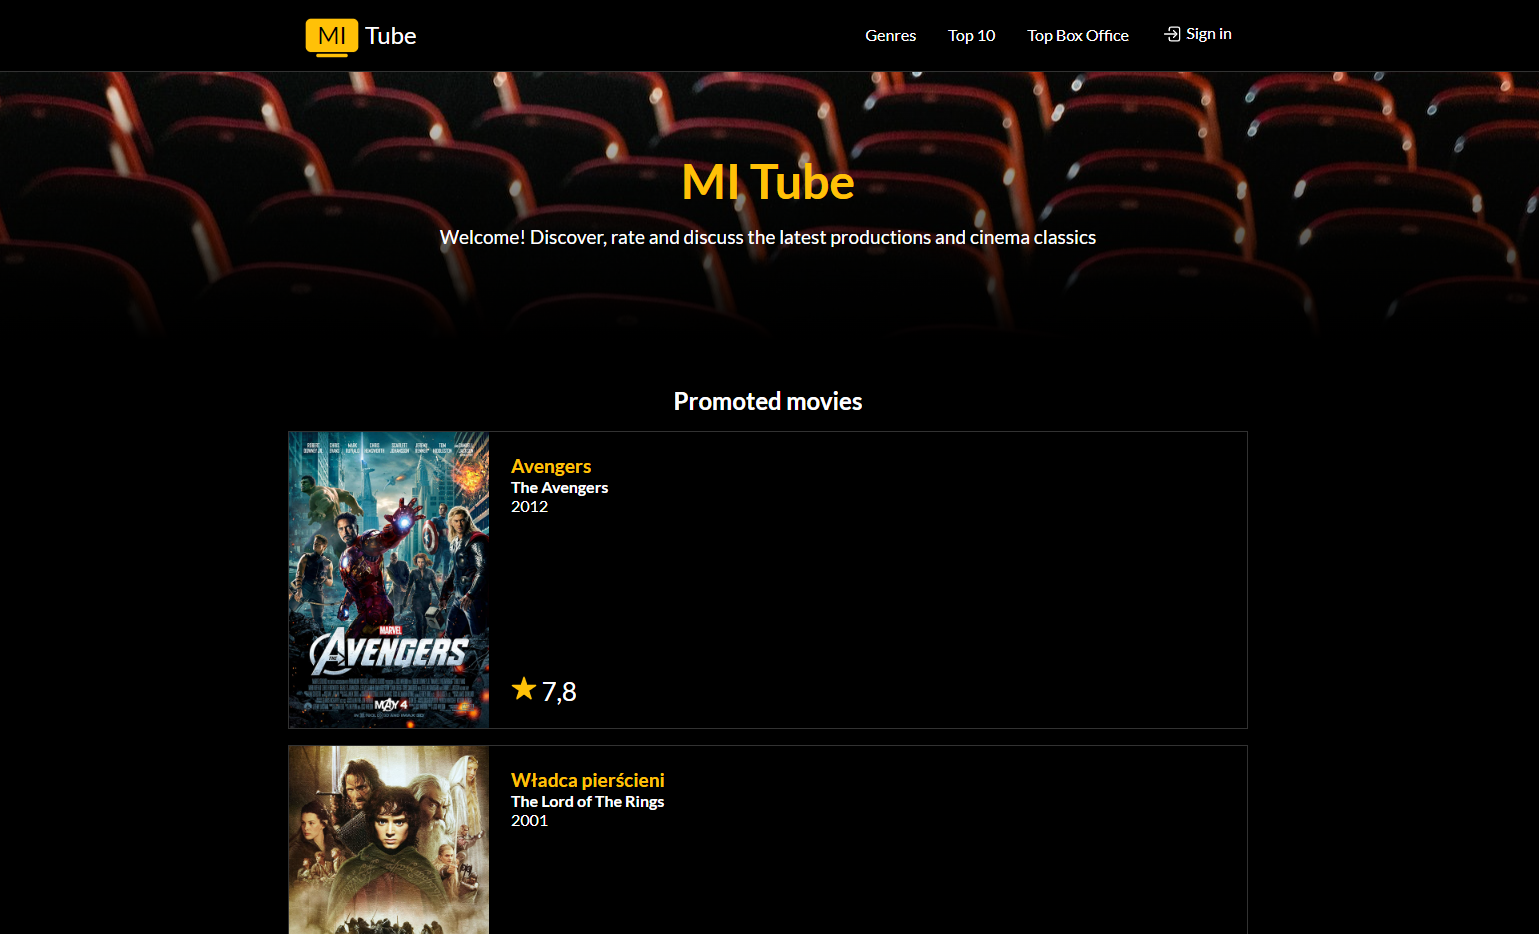 MI Tube
Genres
Top 10
Top Box Office
Sign in
MI Tube
Welcome! Discover, rate and discuss the latest productions and cinema classics
Promoted movies
MARVEL
THE AVENGERS
MAY 4
Avengers
The Avengers
2012
7,8
Władca pierścieni
The Lord of The Rings
2001